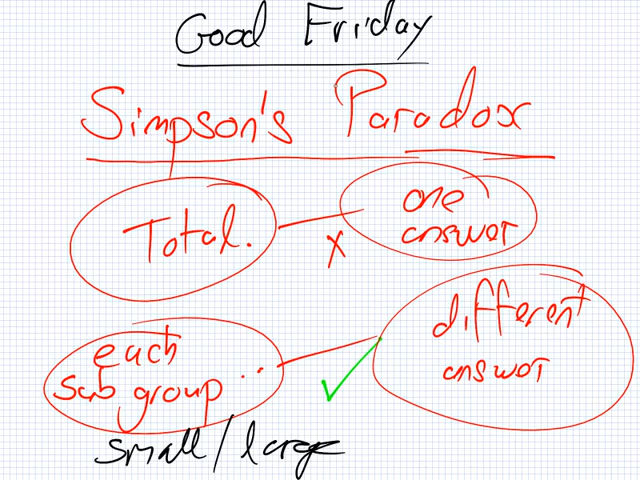 Good Friday
Simpson's Paradox
Total.
one
answer
x
different
answer
each
sub group ..
small/large